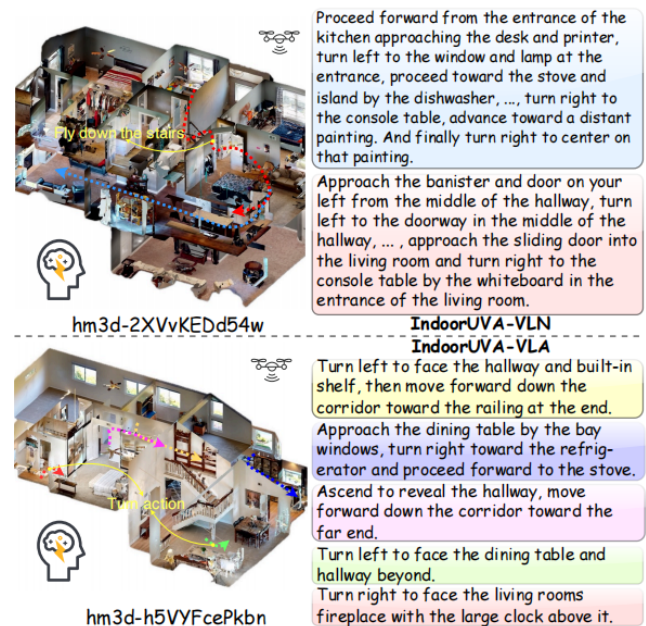 Proceed forward from the entrance of the
kitchen approaching the desk and printer,
turn left to the window and lamp at the
entrance, proceed toward the stove and
island by the dishwasher, ..., turn right to
the console table, advance toward a distant
painting. And finally turn right to center on
that painting.
Fly down the stairs
Approach the banister and door on your
left from the middle of the hallway, turn
left to the doorway in the middle of the
hallway, ... , approach the sliding door into
the living room and turn right to the
console table by the whiteboard in the
entrance of the living room.
hm3d-2XVvKEDd54w
IndoorUVA-VLN
IndoorUVA-VLA
Turn left to face the hallway and built-in
shelf, then move forward down the
corridor toward the railing at the end.
Approach the dining table by the bay
windows, turn right toward the refrig-
erator and proceed forward to the stove.
Turn action
Ascend to reveal the hallway, move
forward down the corridor toward the
far end.
Turn left to face the dining table and
hallway beyond.
Turn right to face the living rooms
fireplace with the large clock above it.
hm3d-h5VYFcePkbn